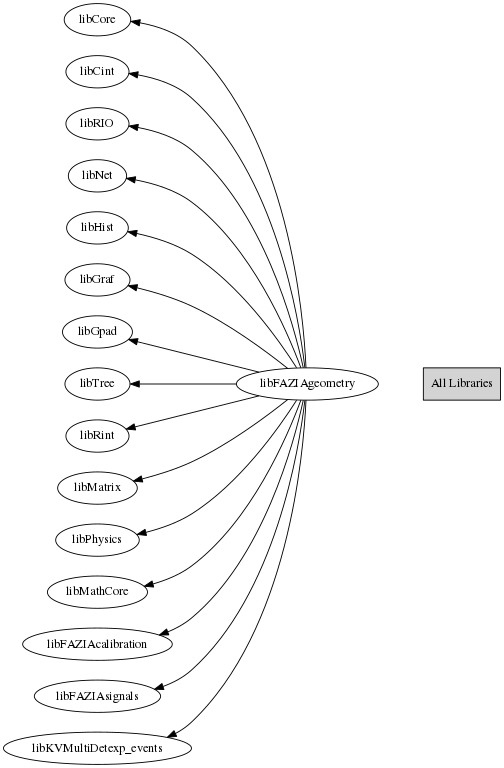 libCore
libCint
libRIO
libNet
libHist
libGraf
libGpad
libTree
libFAZIAgeometry
All Libraries
libRint
libMatrix
libPhysics
libMathCore
libFAZIAcalibration
libFAZIAsignals
libKVMultiDetexp_events